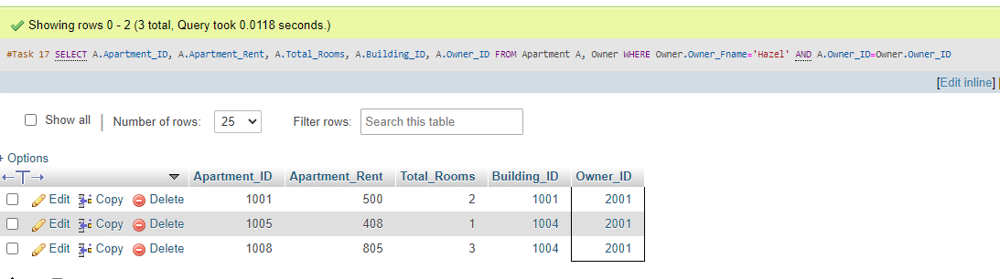 Showing rows 0 - 2 (3 total, Query took 0.0118 seconds.)
#Task 17 SELECT A.Apartment_ID, A.Apartment_Rent, A.Total_Rooms, A.Building_ID, A.Owner_ID FROM Apartment A, Owner WHERE Owner.Owner_Fname='Hazel' AND A.Owner_ID=Owner.Owner_ID
[Edit inline] [
Show all | Number of rows: 25 Filter rows: Search this table
+ Options
←T→ Apartment_ID Apartment_Rent Total_Rooms Building_ID Owner_ID
Edit Copy Delete 1001 500 2 1001 2001
Edit Copy Delete 1005 408 1 1004 2001
Edit Copy Delete 1008 805 3 1004 2001